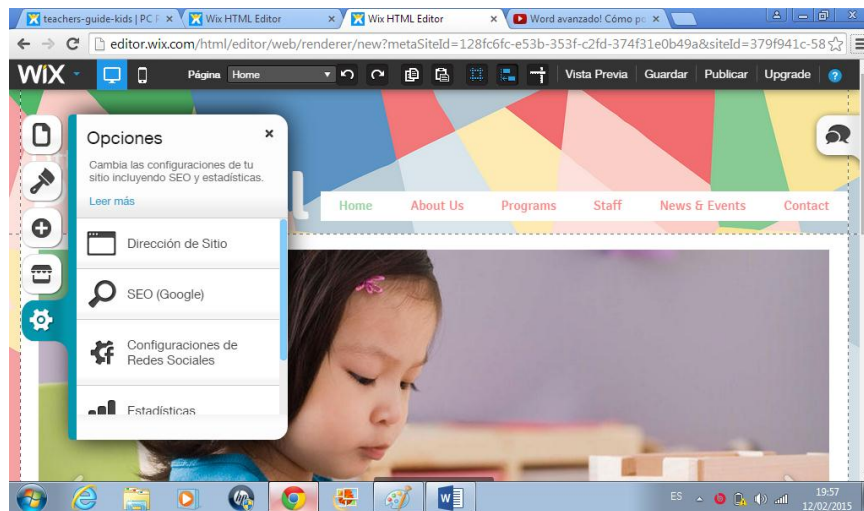 teachers-guide-kids | PC F
Wix HTML Editor
Wix HTML Editor
Word avanzado! Cómo po
editor.wix.com/html/editor/web/renderer/new?metaSiteId=128fc6fc-e53b-353f-c2fd-374f31e0b49a&siteId=379f941c-58
WiX
Página Home
Vista Previa Guardar Publicar Upgrade ?
Opciones
Cambia las configuraciones de tu
sitio incluyendo SEO y estadísticas.
Leer más
Home About Us Programs Staff News & Events Contact
Dirección de Sitio
SEO (Google)
Configuraciones de
Redes Sociales
Estadísticas
ES
19:57
12/02/2015